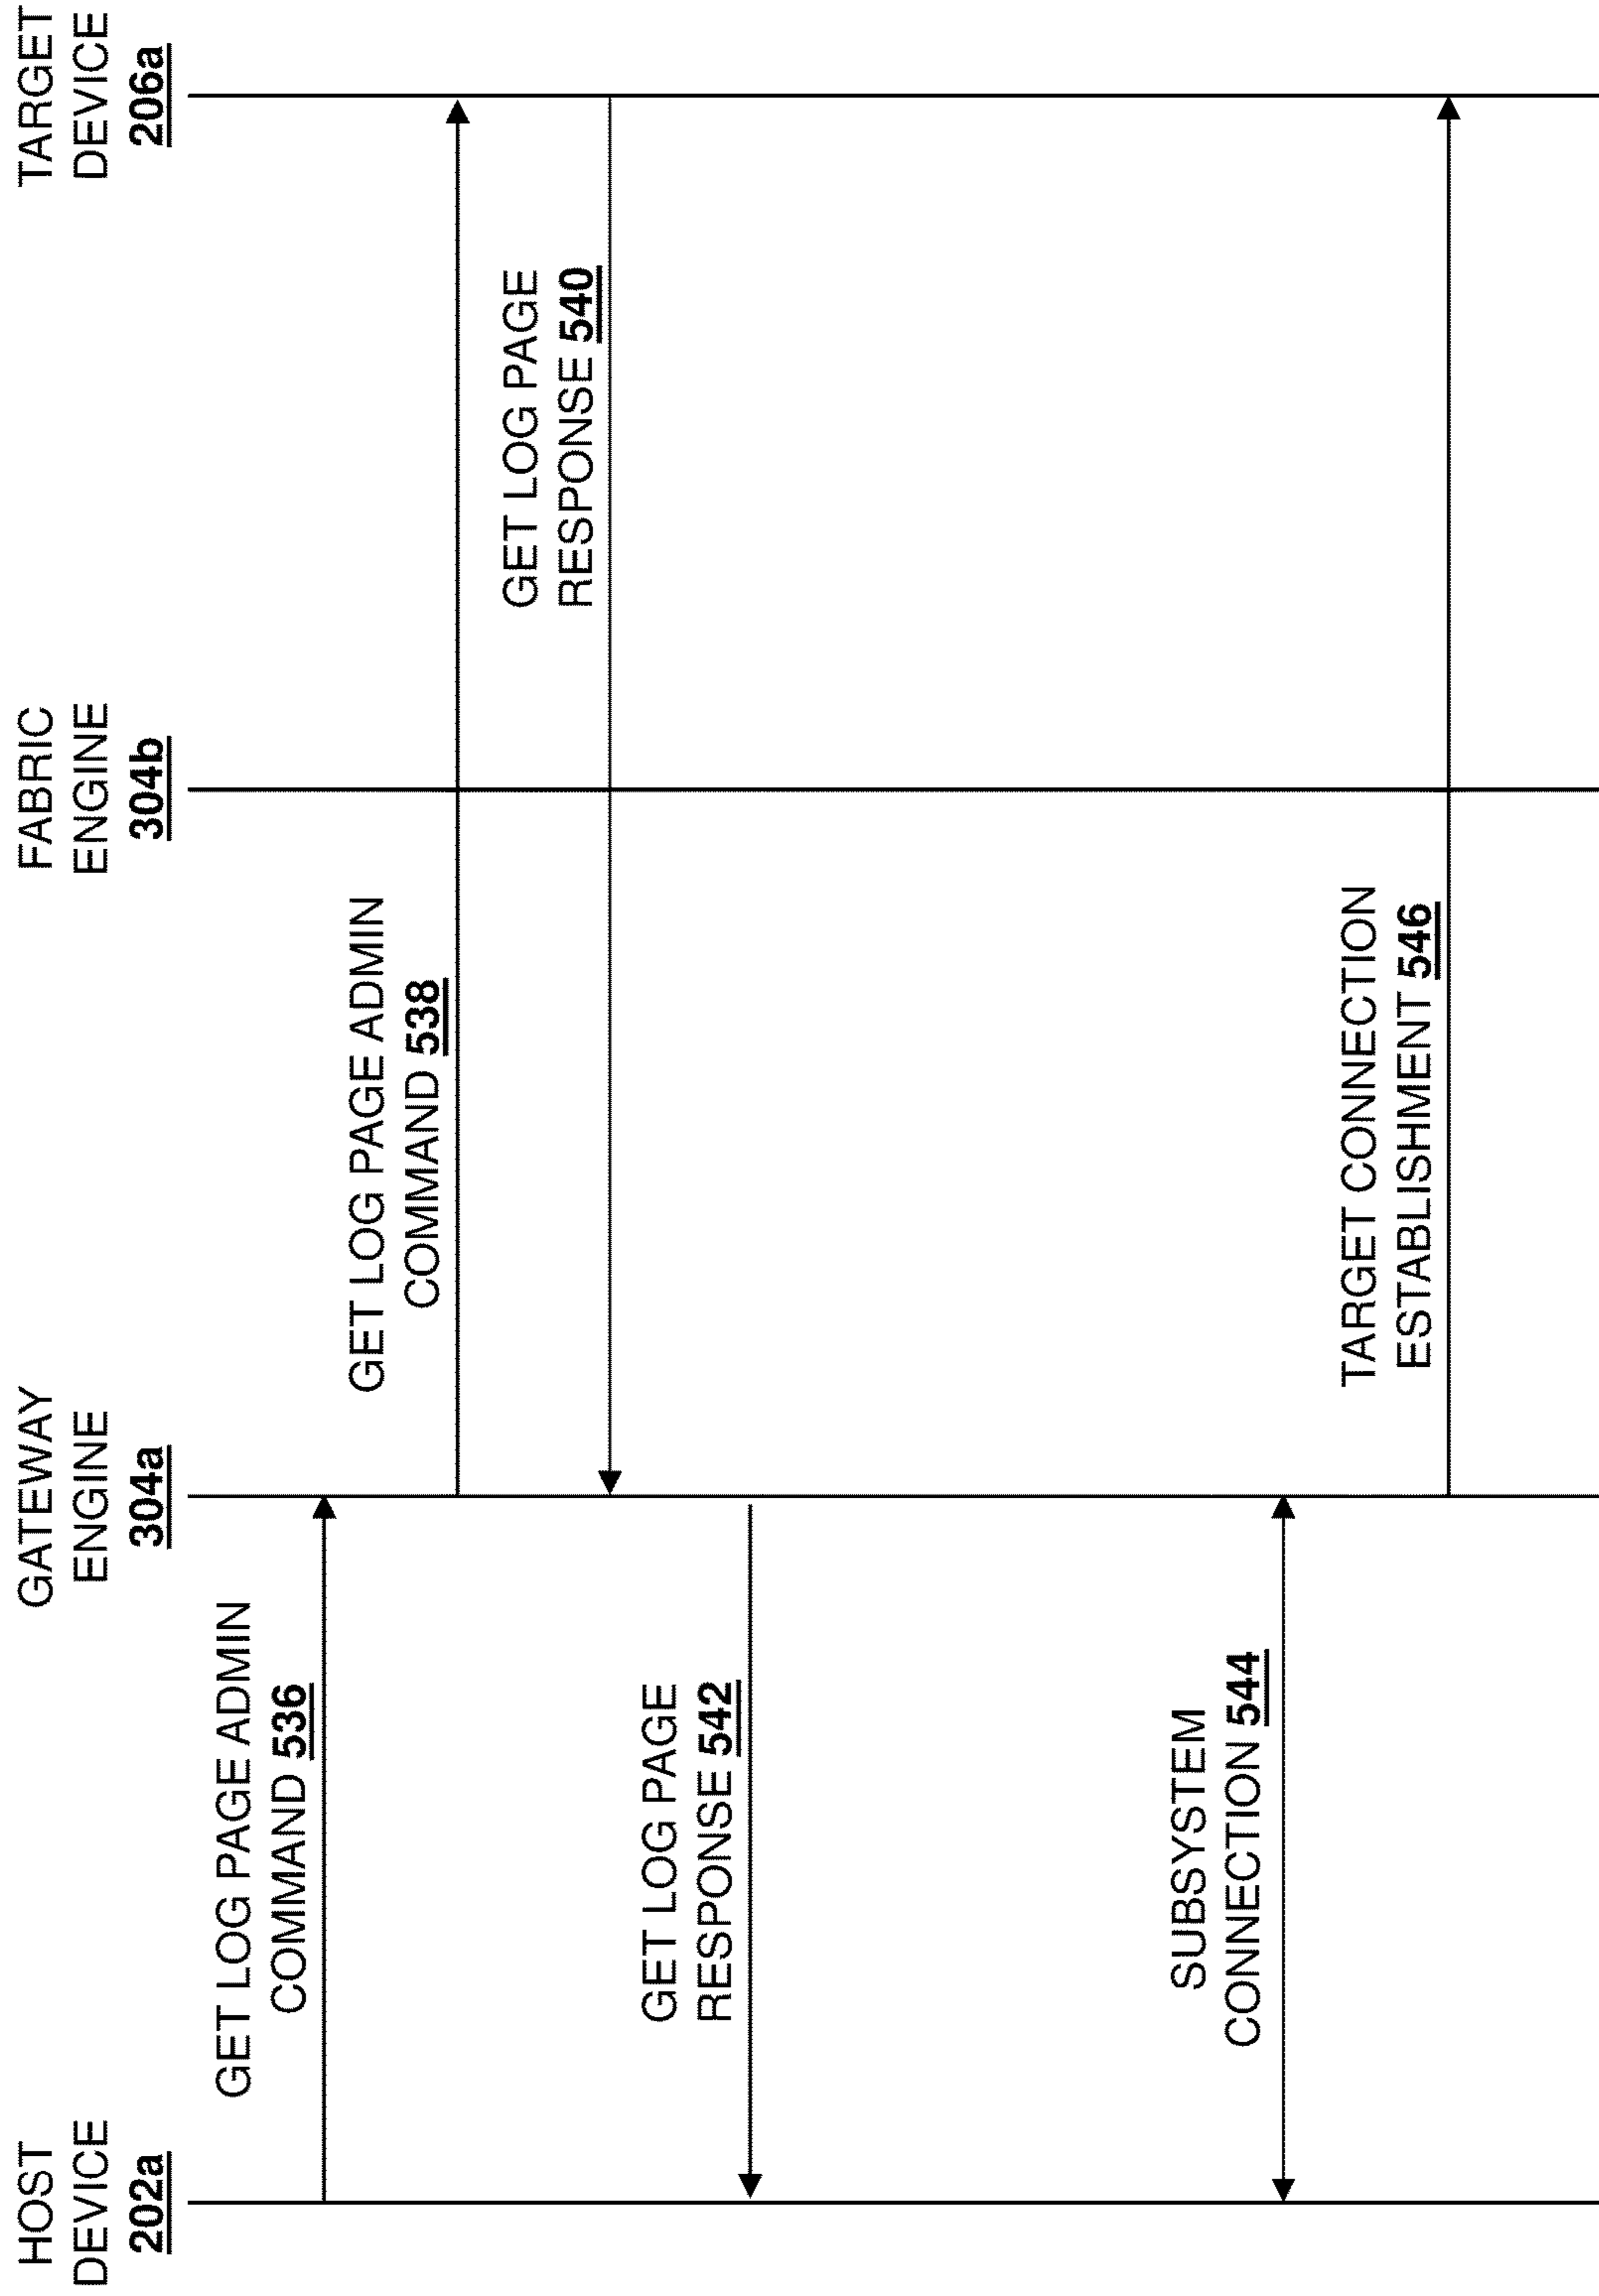 HOST
DEVICE
202a
GATEWAY
ENGINE
304a
FABRIC
ENGINE
304b
TARGET
DEVICE
206a
GET LOG PAGE ADMIN
COMMAND 536
GET LOG PAGE ADMIN
COMMAND 538
GET LOG PAGE
RESPONSE 540
GET LOG PAGE
RESPONSE 542
SUBSYSTEM
CONNECTION 544
TARGET CONNECTION
ESTABLISHMENT 546